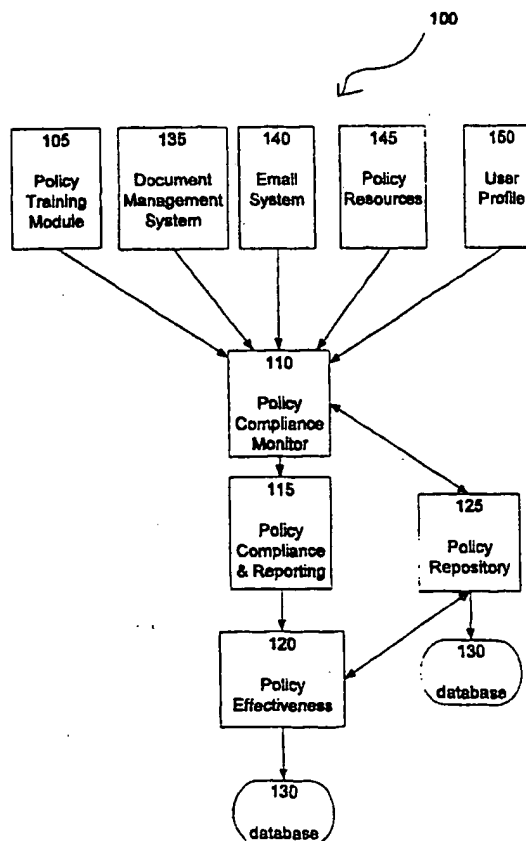 100
105
Policy
Training
Module
135
Document
Management
System
140
Email
System
145
Policy
Resources
150
User
Profile
110
Policy
Compliance
Monitor
115
Policy
Compliance
& Reporting
125
Policy
Repository
120
Policy
Effectiveness
130
database
130
database